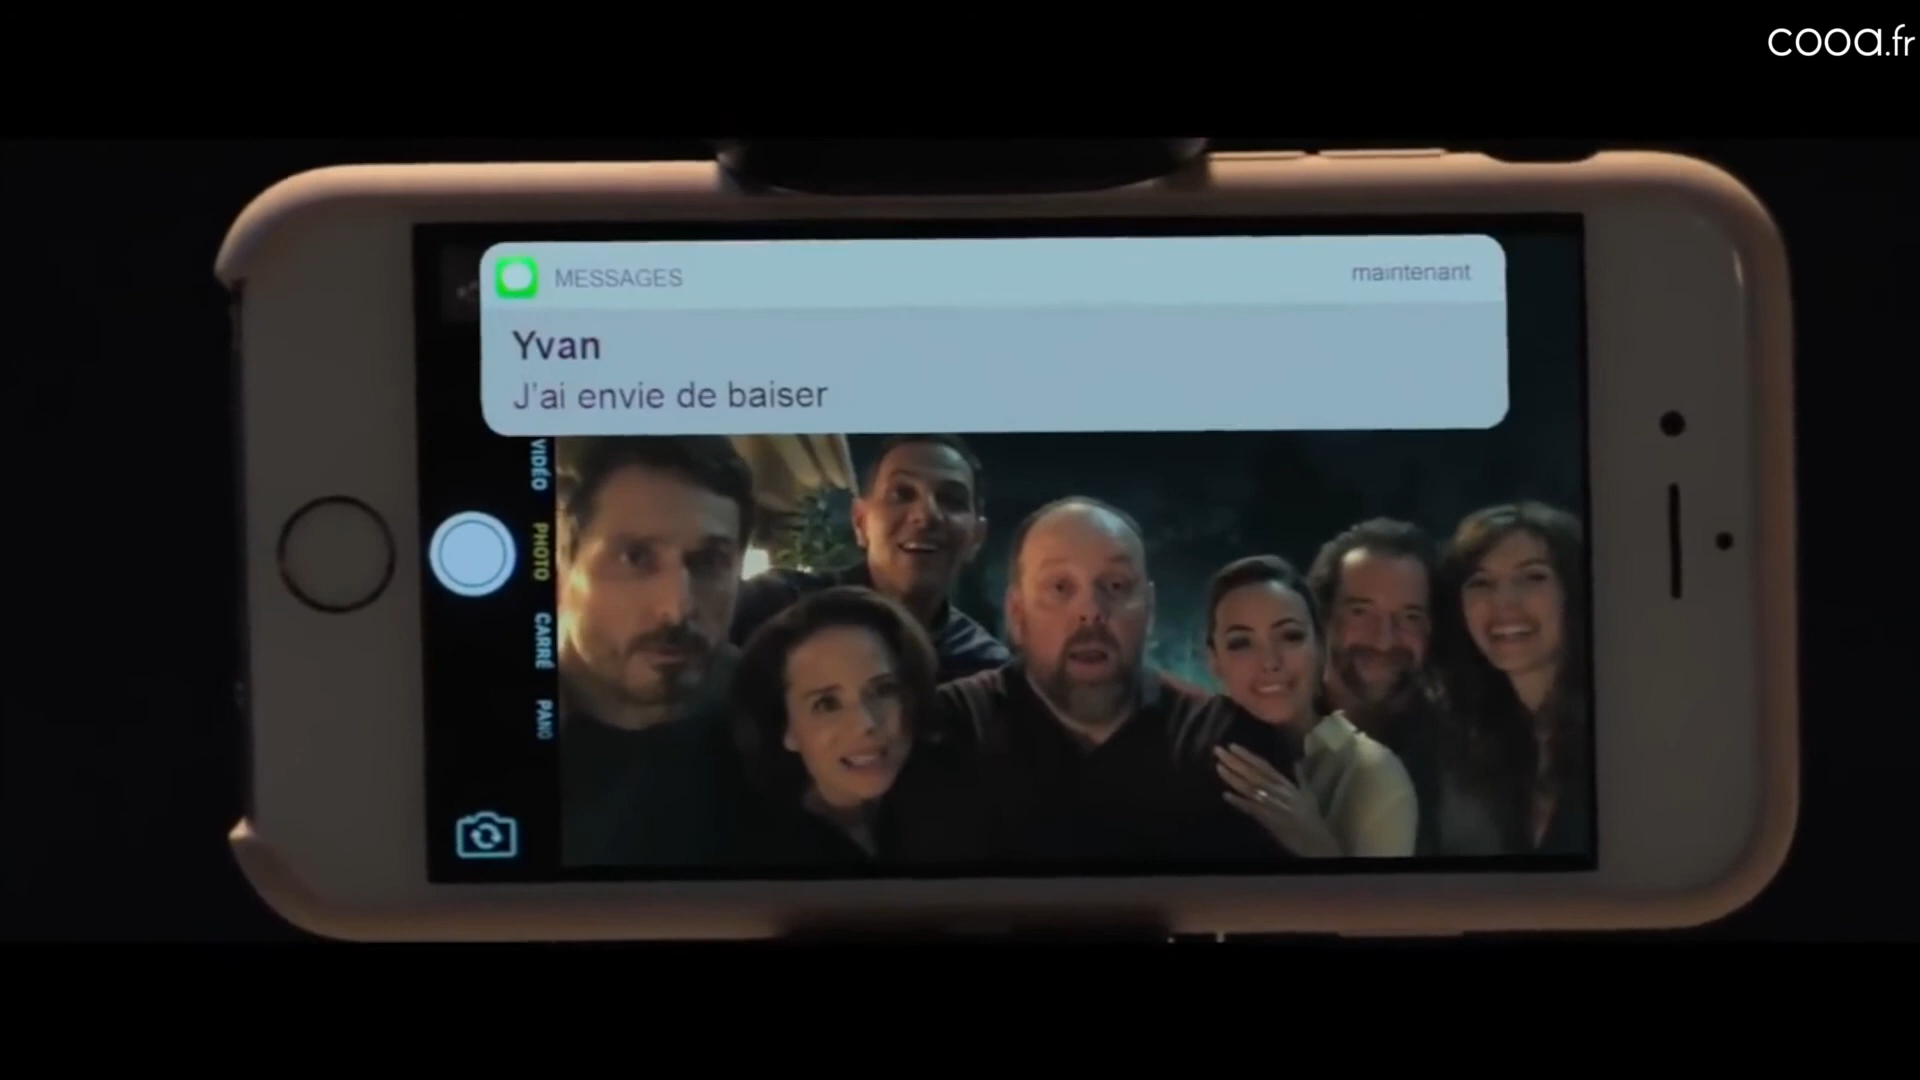 cooa.fr
MESSAGES maintenant
Yvan
J'ai envie de baiser
VIDÉO
PHOTO
CARRÉ
PANO